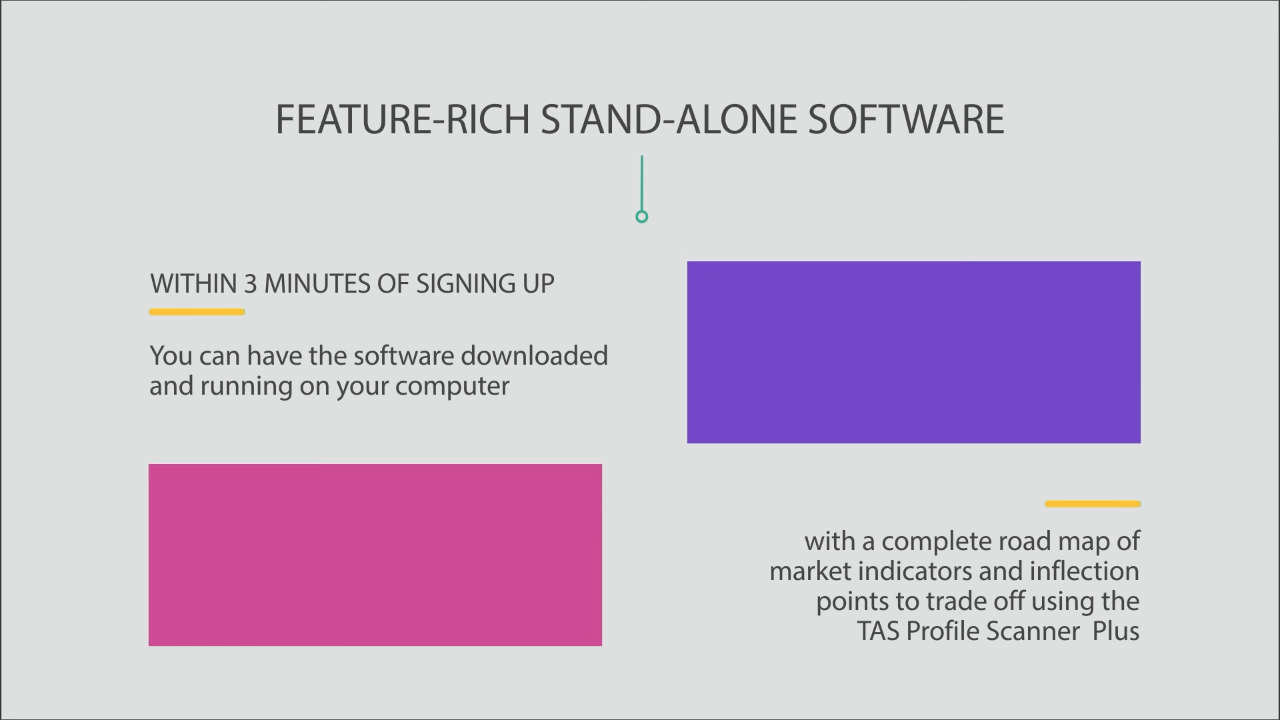 FEATURE-RICH STAND-ALONE SOFTWARE
WITHIN 3 MINUTES OF SIGNING UP
You can have the software downloaded
and running on your computer
with a complete road map of
market indicators and inflection
points to trade off using the
TAS Profile Scanner  Plus